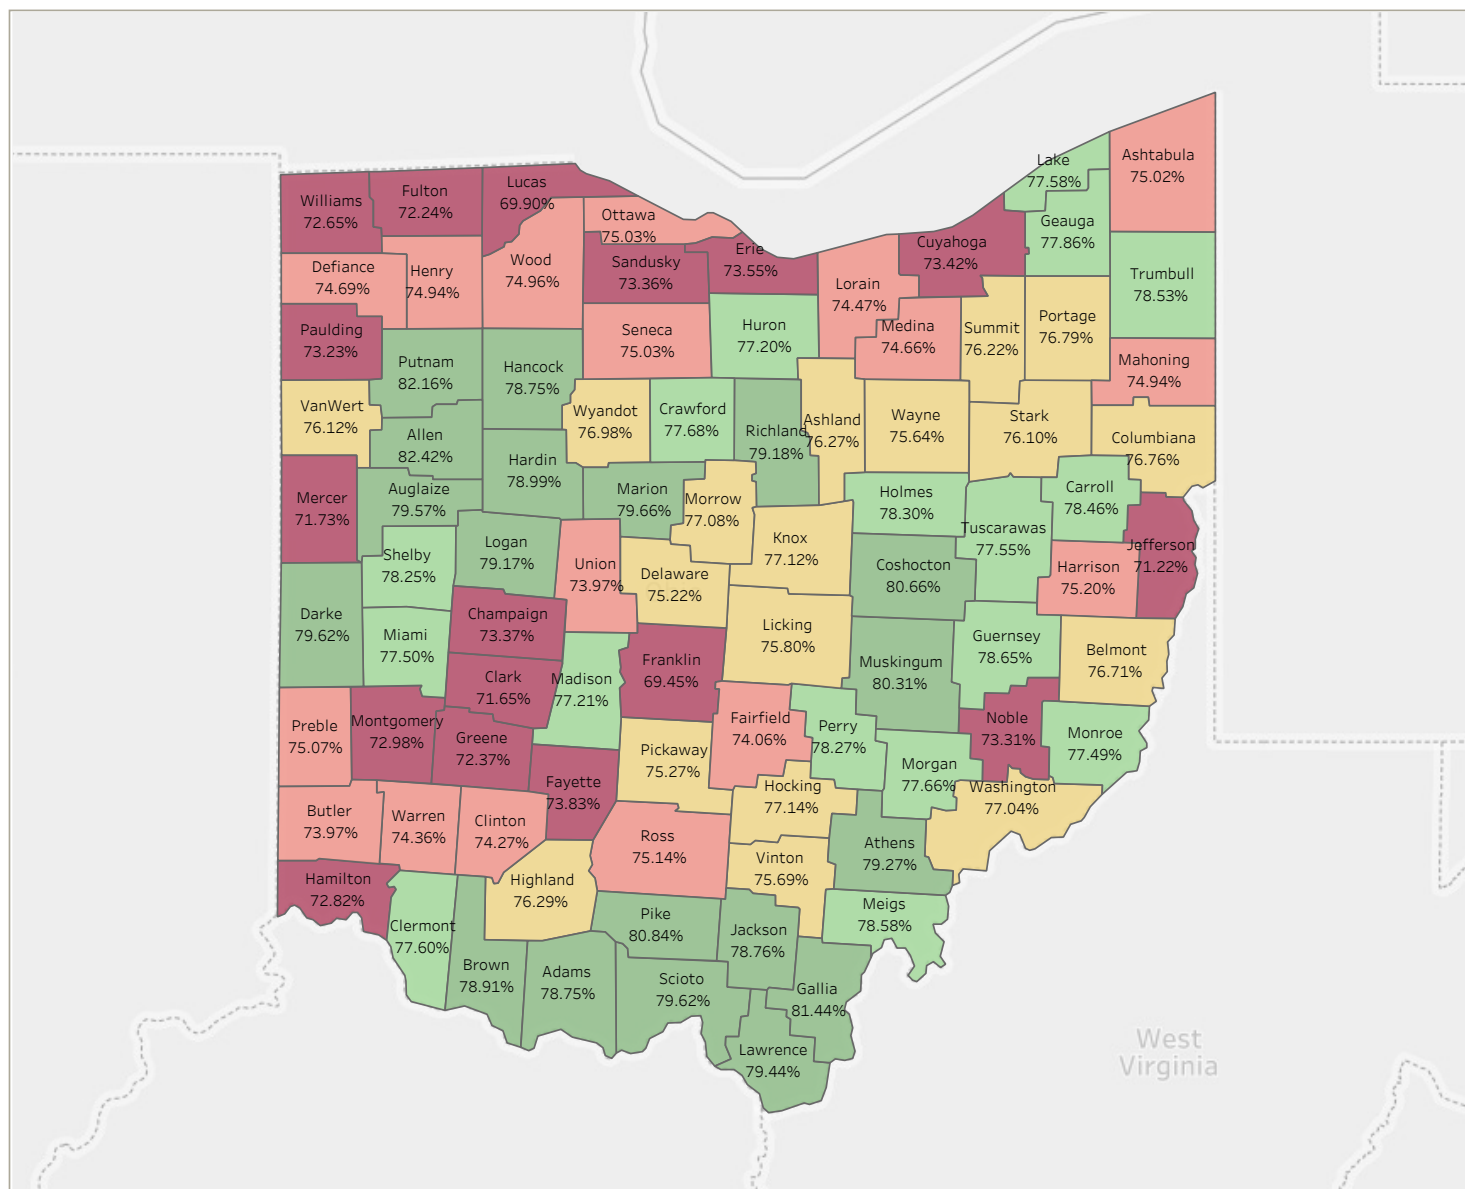 Lake
77.58%
Ashtabula
75.02%
Williams
72.65%
Fulton
72.24%
Lucas
69.90%
Ottawa
75.03%
Geauga
77.86%
Cuyahoga
73.42%
Erie
73.55%
Wood
74.96%
Sandusky
73.36%
Defiance
74.69%
Henry
74.94%
Lorain
74.47%
Trumbull
78.53%
Paulding
73.23%
Seneca
75.03%
Huron
77.20%
Medina
74.66%
Summit
76.22%
Portage
76.79%
Mahoning
74.94%
Putnam
82.16%
Hancock
78.75%
VanWert
76.12%
Wyandot
76.98%
Crawford
77.68%
Richland
79.18%
Ashland
76.27%
Wayne
75.64%
Stark
76.10%
Columbiana
76.76%
Allen
82.42%
Hardin
78.99%
Mercer
71.73%
Auglaize
79.57%
Marion
79.66%
Morrow
77.08%
Holmes
78.30%
Carroll
78.46%
Tuscarawas
77.55%
Jefferson
71.22%
Shelby
78.25%
Logan
79.17%
Union
73.97%
Delaware
75.22%
Knox
77.12%
Coshocton
80.66%
Harrison
75.20%
Darke
79.62%
Miami
77.50%
Champaign
73.37%
Licking
75.80%
Guernsey
78.65%
Belmont
76.71%
Clark
71.65%
Madison
77.21%
Franklin
69.45%
Muskingum
80.31%
Preble
75.07%
Montgomery
72.98%
Greene
72.37%
Fairfield
74.06%
Perry
78.27%
Noble
73.31%
Monroe
77.49%
Pickaway
75.27%
Morgan
77.66%
Fayette
73.83%
Hocking
77.14%
Washington
77.04%
Butler
73.97%
Warren
74.36%
Clinton
74.27%
Ross
75.14%
Athens
79.27%
Vinton
75.69%
Hamilton
72.82%
Highland
76.29%
Clermont
77.60%
Pike
80.84%
Jackson
78.76%
Meigs
78.58%
Brown
78.91%
Adams
78.75%
Scioto
79.62%
Gallia
81.44%
Lawrence
79.44%
West
Virginia